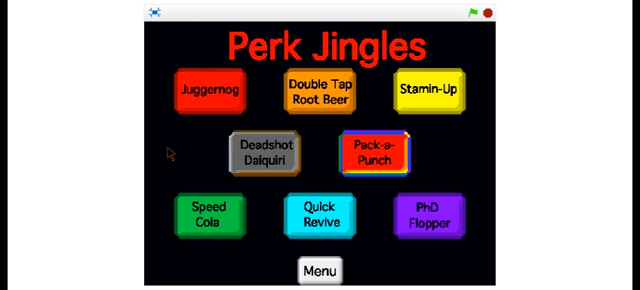 Perk Jingles
Juggernog
Double Tap
Root Beer
Stamin-Up
Deadshot
Daiquiri
Pack-a-
Punch
Speed
Cola
Quick
Revive
PhD
Flopper
Menu